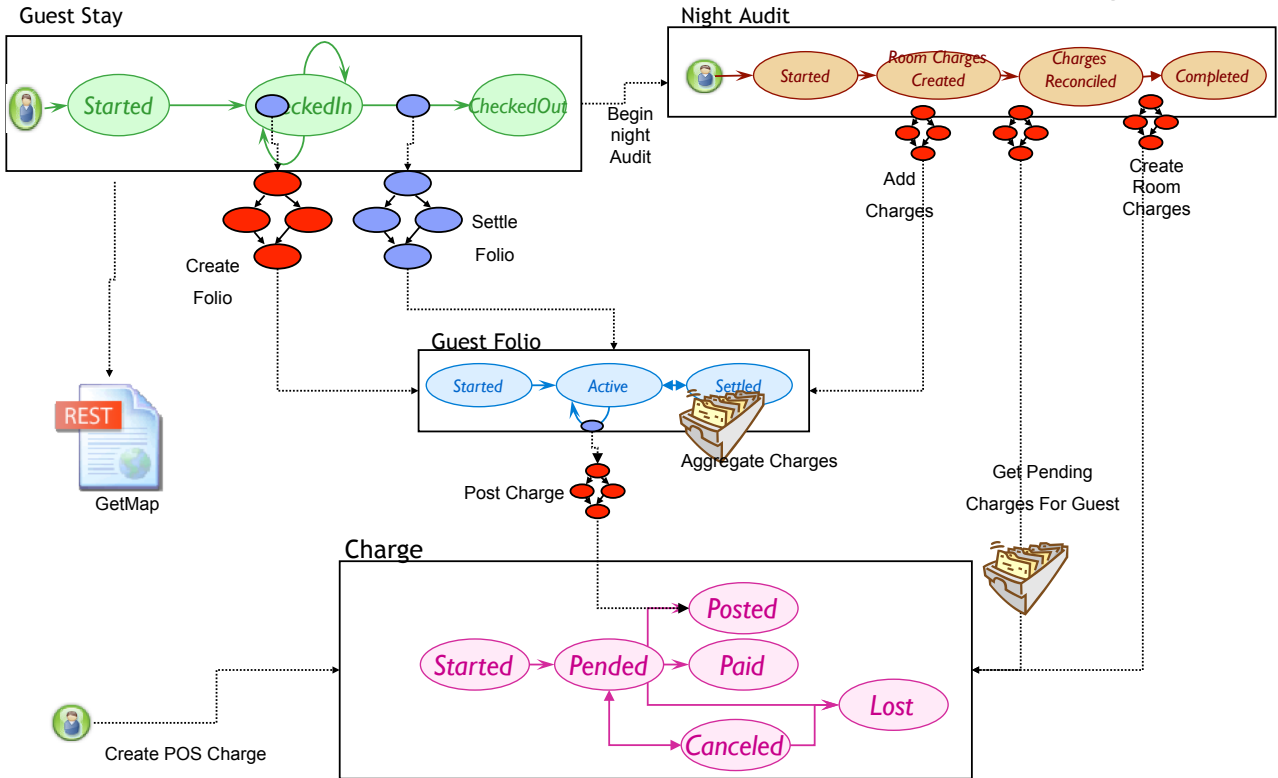 Guest Stay
Night Audit
Started
CheckedOut
Begin
night
Audit
Started
Room Charges
Created
Charges
Reconciled
Completed
Add
Charges
Create
Room
Charges
Create
Folio
Settle
Folio
Guest Folio
Started
Active
Settled
Aggregate Charges
REST
GetMap
Post Charge
Get Pending
Charges For Guest
Charge
Posted
Started
Pended
Paid
Lost
Canceled
Create POS Charge